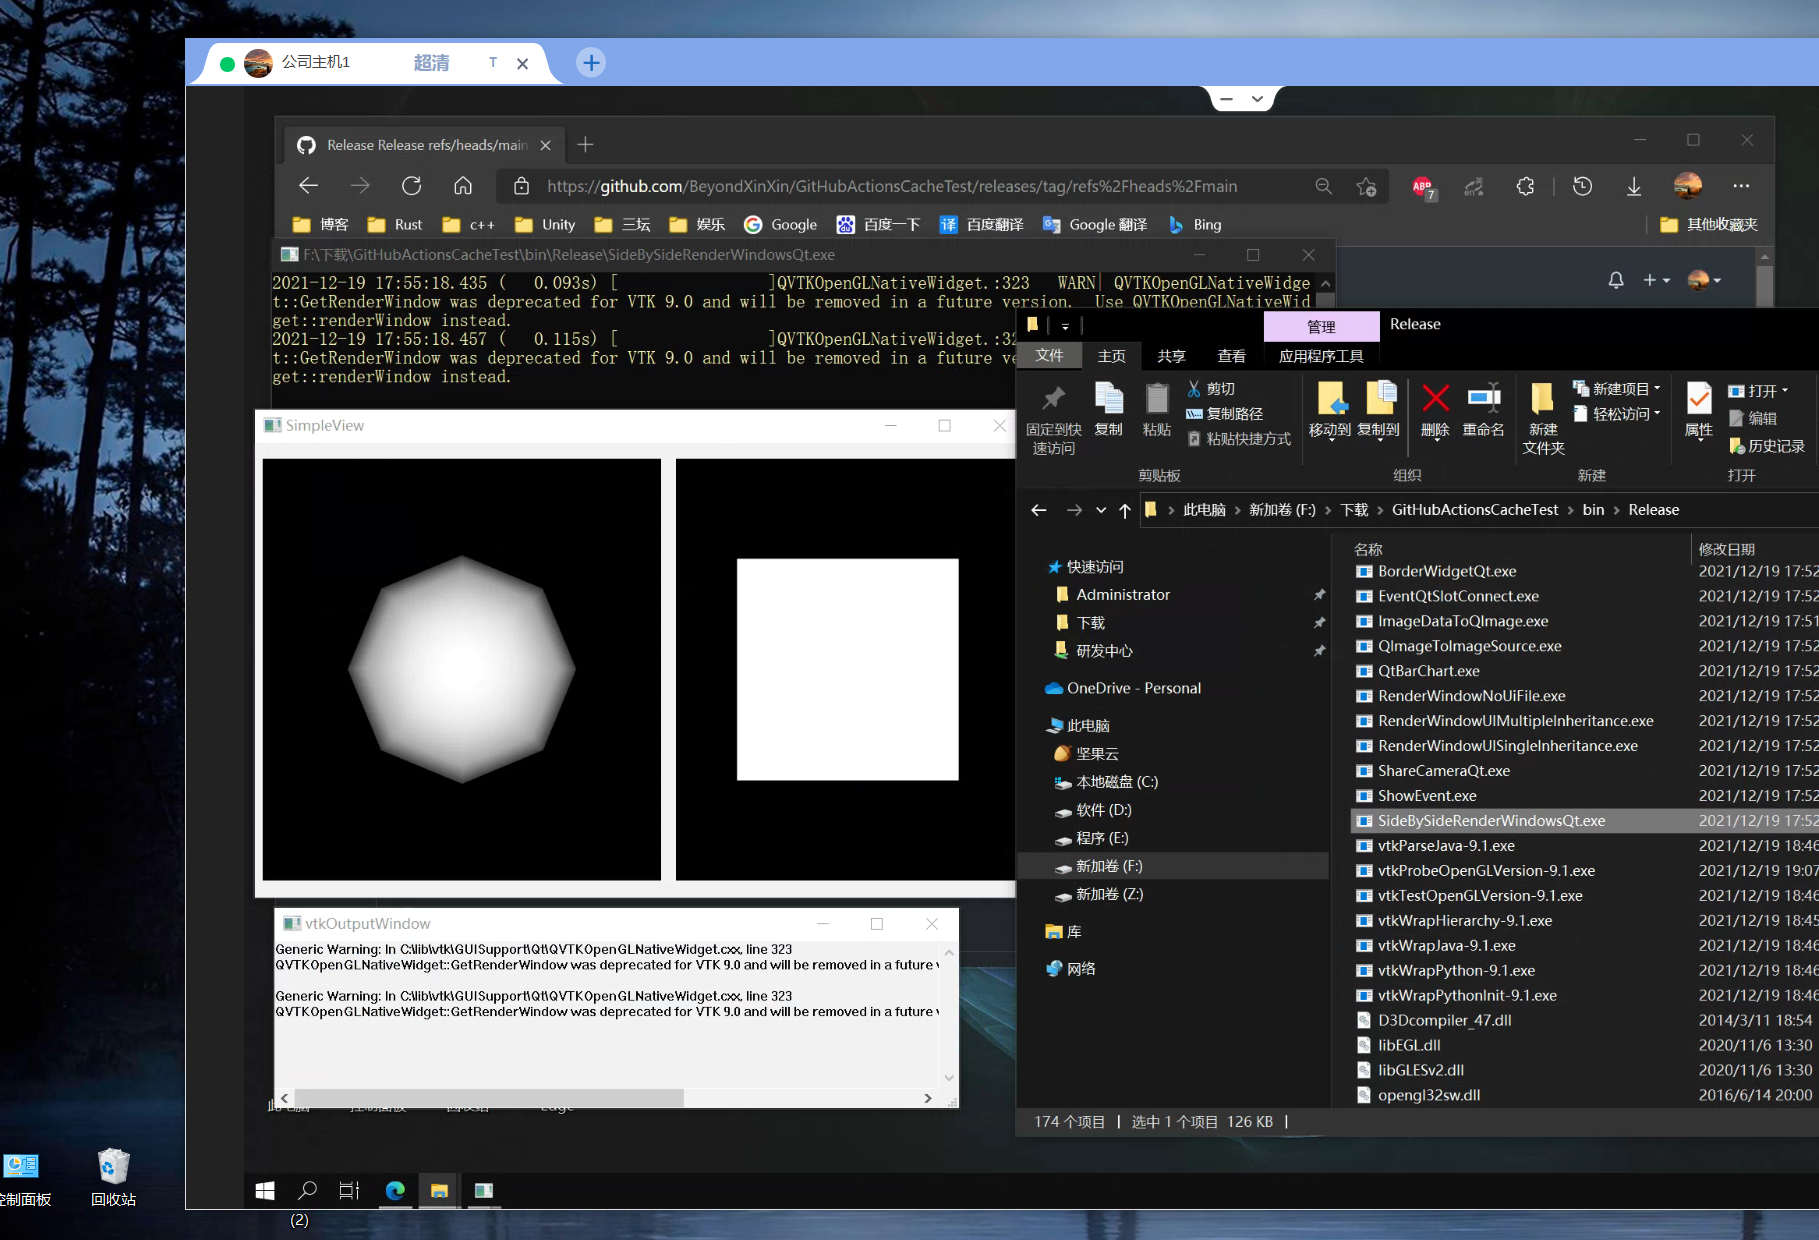 公司主机1 超清 T
Release Release refs/heads/main
https://github.com/BeyondXinXin/GitHubActionsCacheTest/releases/tag/refs%2Fheads%2Fmain
ABP 7
博客 Rust c++ Unity 三坛 娱乐 Google 百度一下 译 百度翻译 Google 翻译 Bing 其他收藏夹
F:\下载\GitHubActionsCacheTest\bin\Release\SideBySideRenderWindowsQt.exe
2021-12-19 17:55:18.435 ( 0.093s) [ ]QVTKOpenGLNativeWidget.:323 WARN| QVTKOpenGLNativeWidge
t::GetRenderWindow was deprecated for VTK 9.0 and will be removed in a future version. Use QVTKOpenGLNativeWid
get::renderWindow instead.
2021-12-19 17:55:18.457 ( 0.115s) [ ]QVTKOpenGLNativeWidget.:32
t::GetRenderWindow was deprecated for VTK 9.0 and will be removed in a future ve
get::renderWindow instead.
管理 Release
文件 主页 共享 查看 应用程序工具
固定到快
速访问
复制
粘贴
剪切
复制路径
粘贴快捷方式
移动到 复制到 删除 重命名
新建
文件夹
新建项目
轻松访问
属性
打开
编辑
历史记录
剪贴板 组织 新建 打开
此电脑 新加卷 (F:) 下载 GitHubActionsCacheTest bin Release
快速访问
Administrator
下载
研发中心
OneDrive - Personal
此电脑
坚果云
本地磁盘 (C:)
软件 (D:)
程序 (E:)
新加卷 (F:)
新加卷 (Z:)
库
网络
名称 修改日期
BorderWidgetQt.exe 2021/12/19 17:52
EventQtSlotConnect.exe 2021/12/19 17:52
ImageDataToQImage.exe 2021/12/19 17:51
QImageToImageSource.exe 2021/12/19 17:52
QtBarChart.exe 2021/12/19 17:52
RenderWindowNoUiFile.exe 2021/12/19 17:52
RenderWindowUIMultipleInheritance.exe 2021/12/19 17:52
RenderWindowUISingleInheritance.exe 2021/12/19 17:52
ShareCameraQt.exe 2021/12/19 17:52
ShowEvent.exe 2021/12/19 17:52
SideBySideRenderWindowsQt.exe 2021/12/19 17:52
vtkParseJava-9.1.exe 2021/12/19 18:46
vtkProbeOpenGLVersion-9.1.exe 2021/12/19 19:07
vtkTestOpenGLVersion-9.1.exe 2021/12/19 18:46
vtkWrapHierarchy-9.1.exe 2021/12/19 18:45
vtkWrapJava-9.1.exe 2021/12/19 18:46
vtkWrapPython-9.1.exe 2021/12/19 18:46
vtkWrapPythonInit-9.1.exe 2021/12/19 18:46
D3Dcompiler_47.dll 2014/3/11 18:54
libEGL.dll 2020/11/6 13:30
libGLESv2.dll 2020/11/6 13:30
opengl32sw.dll 2016/6/14 20:00
174 个项目 选中 1 个项目 126 KB
SimpleView
vtkOutputWindow
Generic Warning: In C:\lib\vtk\GUISupport\Qt\QVTKOpenGLNativeWidget.cxx, line 323
QVTKOpenGLNativeWidget::GetRenderWindow was deprecated for VTK 9.0 and will be removed in a future v
Generic Warning: In C:\lib\vtk\GUISupport\Qt\QVTKOpenGLNativeWidget.cxx, line 323
QVTKOpenGLNativeWidget::GetRenderWindow was deprecated for VTK 9.0 and will be removed in a future v
控制面板 回收站
(2)